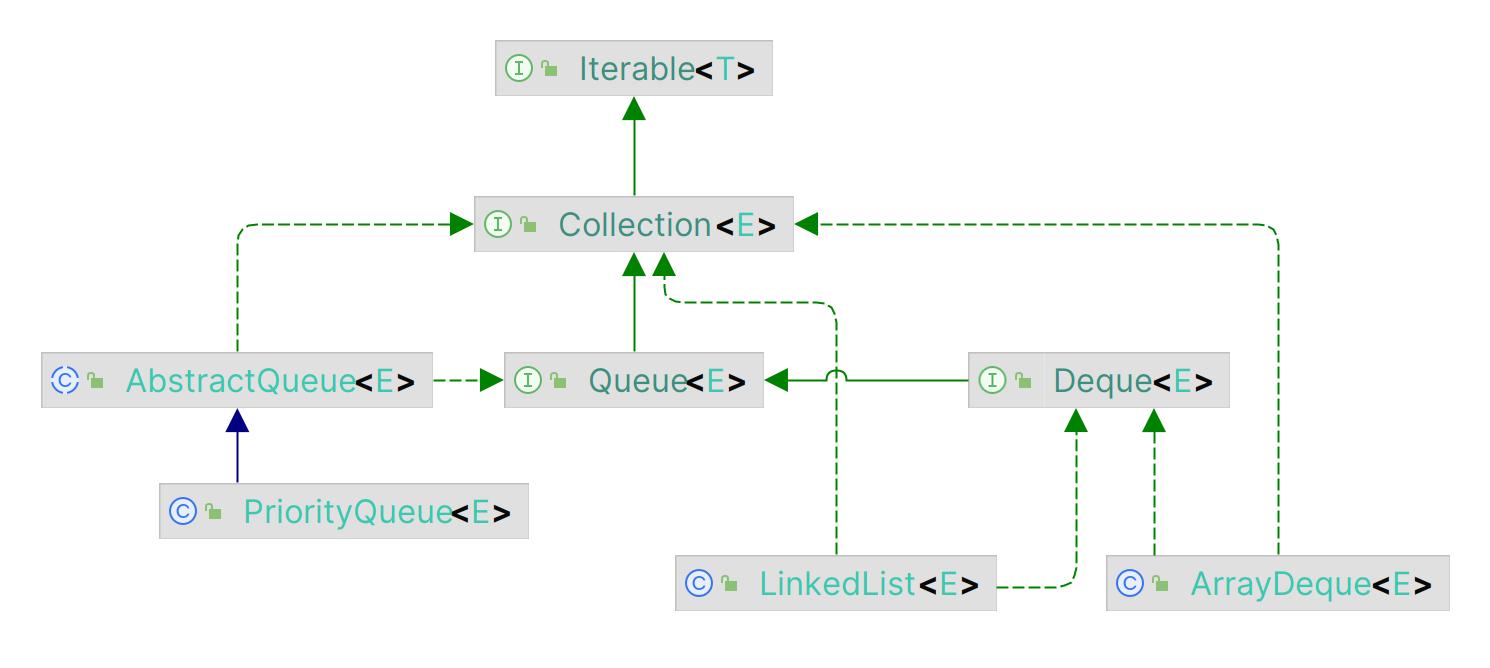 Iterable<T>
Collection<E>
AbstractQueue<E>
Queue<E>
Deque<E>
PriorityQueue<E>
LinkedList<E>
ArrayDeque<E>